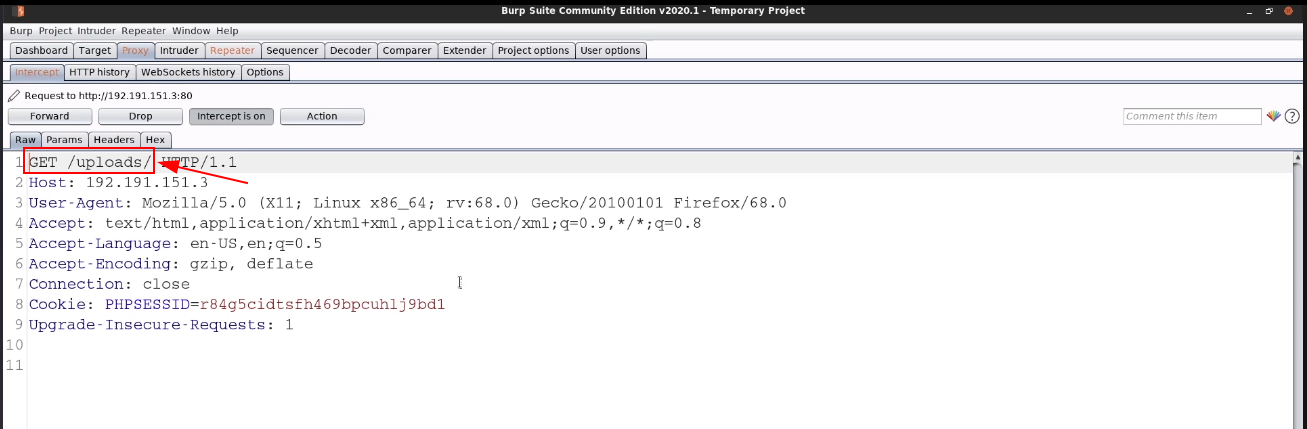 Burp Suite Community Edition v2020.1 - Temporary Project
Burp Project Intruder Repeater Window Help
Dashboard Target Proxy Intruder Repeater Sequencer Decoder Comparer Extender Project options User options
Intercept HTTP history WebSockets history Options
Request to http://192.191.151.3:80
Forward Drop Intercept is on Action Comment this item ?
Raw Params Headers Hex
1 GET /uploads/ HTTP/1.1
2 Host: 192.191.151.3
3 User-Agent: Mozilla/5.0 (X11; Linux x86_64; rv:68.0) Gecko/20100101 Firefox/68.0
4 Accept: text/html,application/xhtml+xml,application/xml;q=0.9,*/*;q=0.8
5 Accept-Language: en-US,en;q=0.5
6 Accept-Encoding: gzip, deflate
7 Connection: close
8 Cookie: PHPSESSID=r84g5cidtsfh469bpcuhlj9bd1
9 Upgrade-Insecure-Requests: 1
10
11